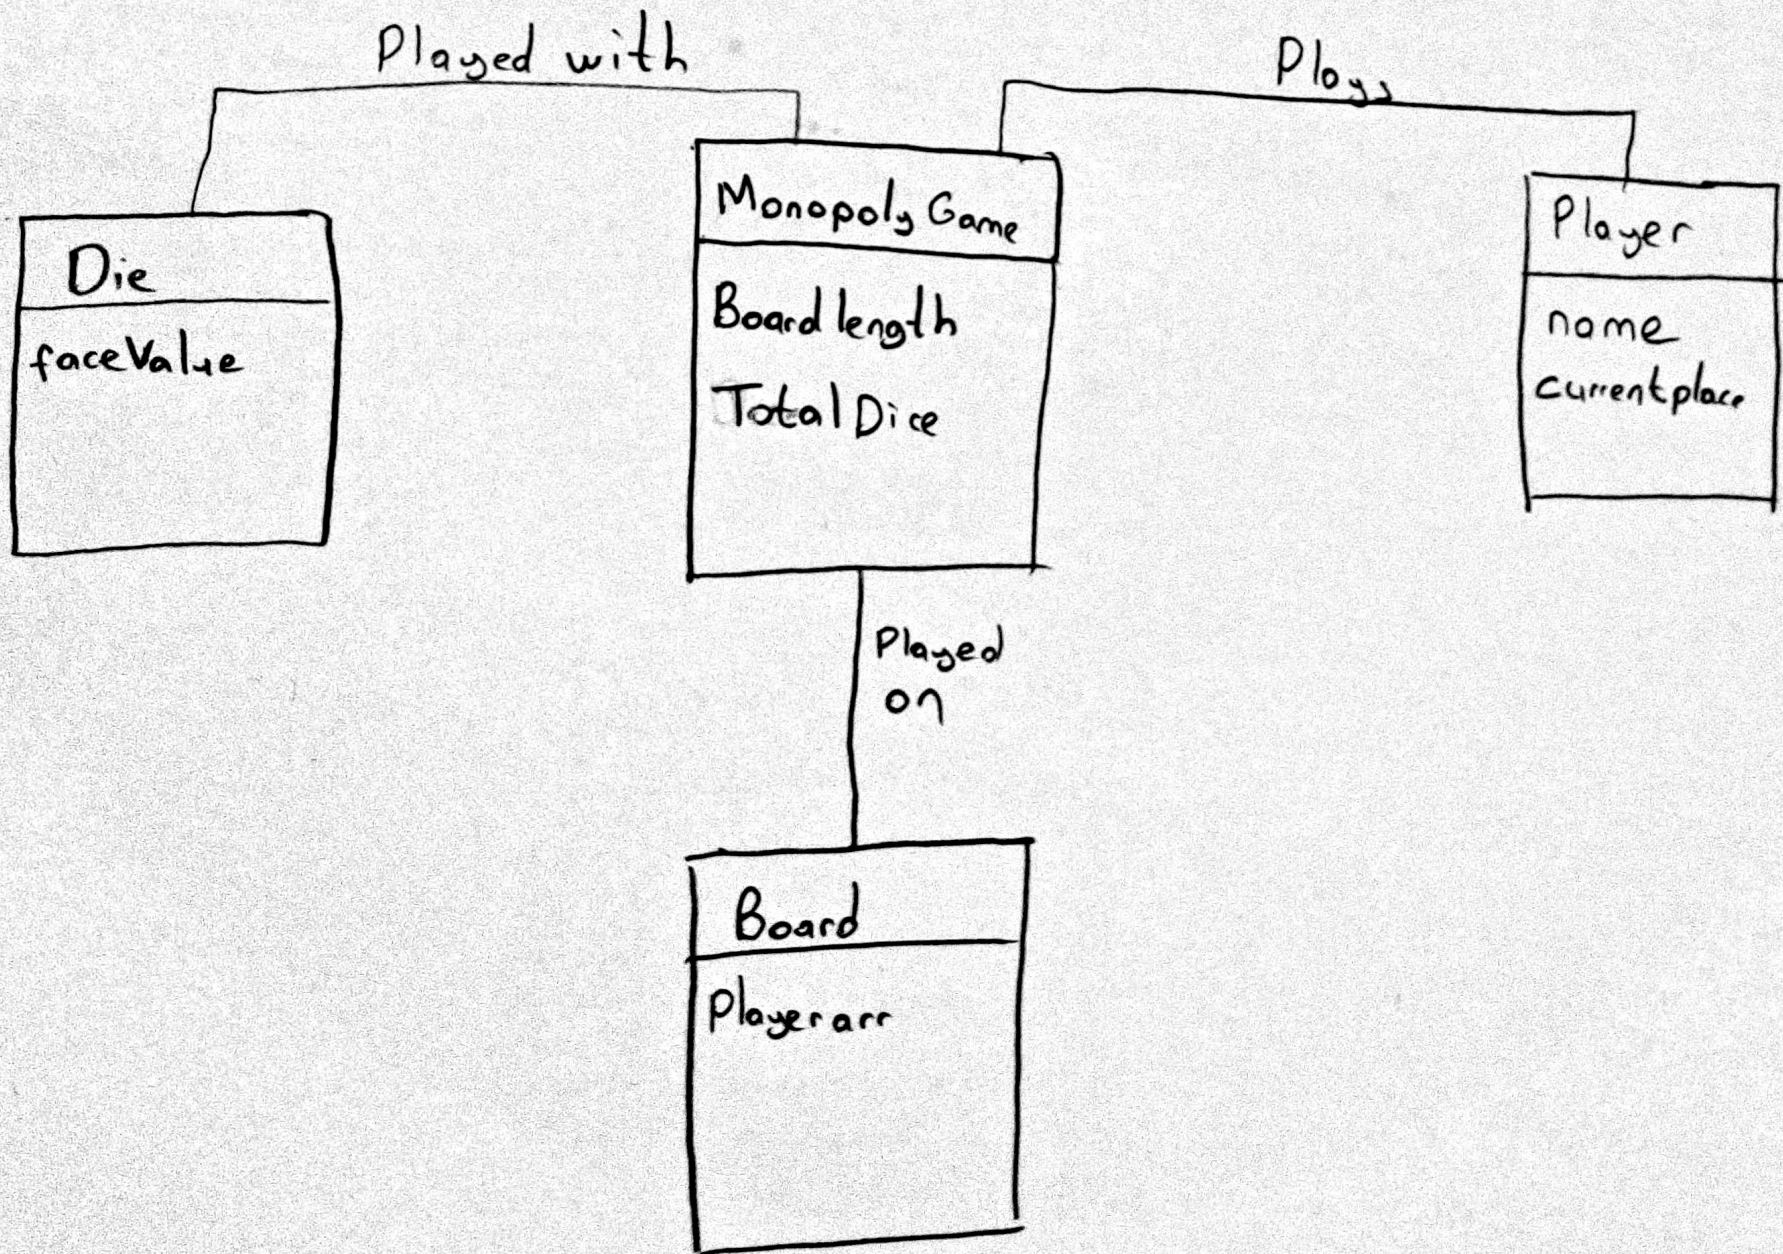 Played with
Plays
Die
faceValue
Monopoly Game
Board length
Total Dice
Player
name
currentplace
Played
on
Board
Playerarr